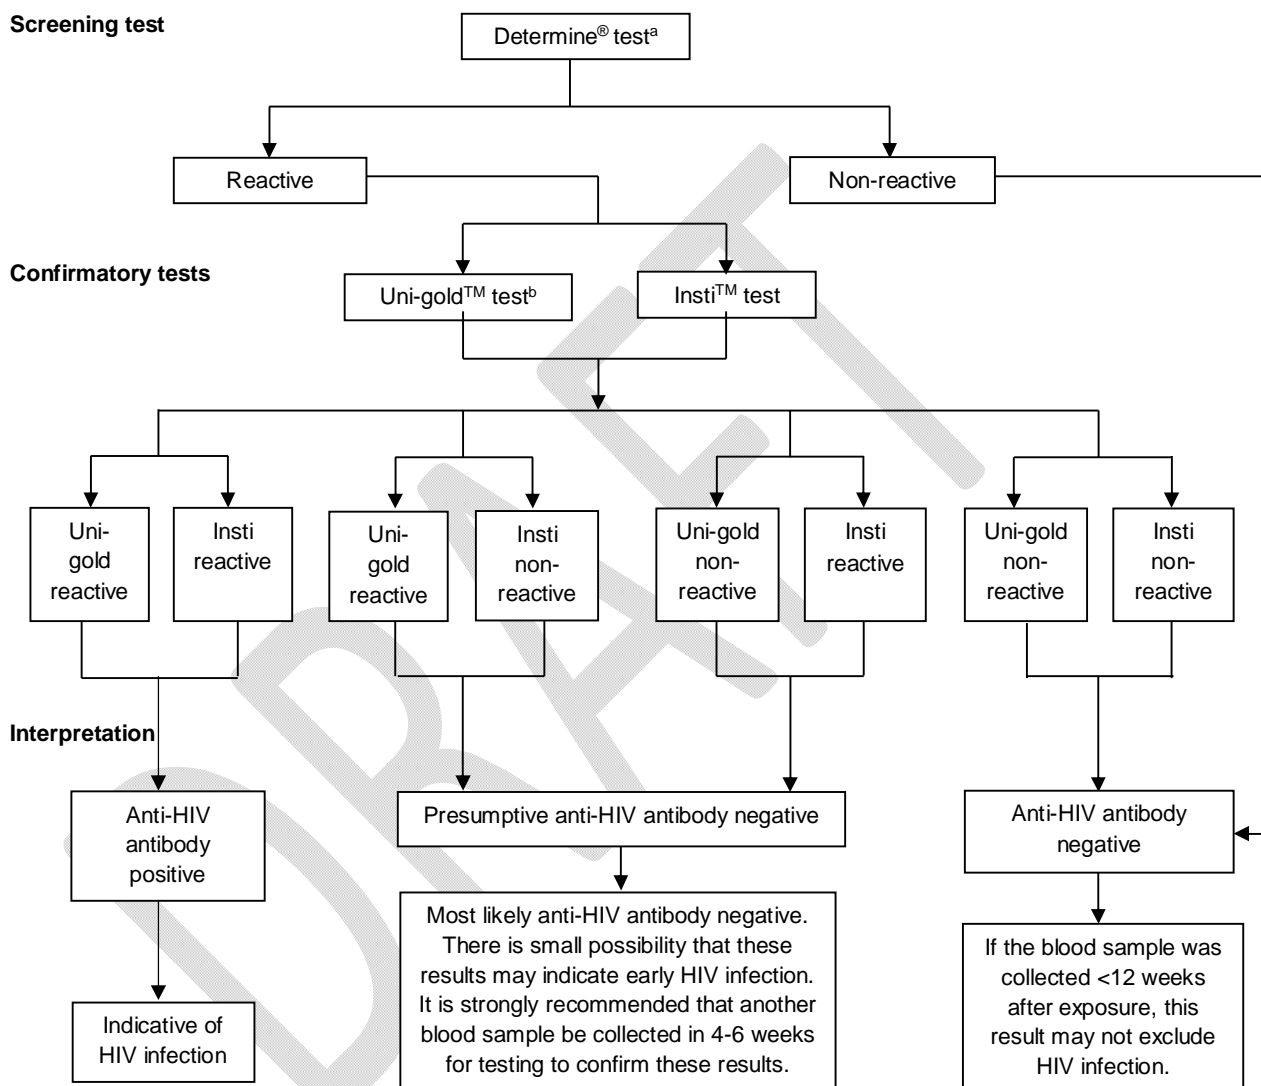 Screening test
Determine® testᵃ
Reactive
Non-reactive
Confirmatory tests
Uni-goldTM testᵇ
InstiTM test
Uni-
gold
reactive
Insti
reactive
Uni-
gold
reactive
Insti
non-
reactive
Uni-gold
non-
reactive
Insti
reactive
Uni-gold
non-
reactive
Insti
non-
reactive
Interpretation
Anti-HIV
antibody
positive
Presumptive anti-HIV antibody negative
Anti-HIV antibody
negative
Indicative of
HIV infection
Most likely anti-HIV antibody negative.
There is small possibility that these
results may indicate early HIV infection.
It is strongly recommended that another
blood sample be collected in 4-6 weeks
for testing to confirm these results.
If the blood sample was
collected <12 weeks
after exposure, this
result may not exclude
HIV infection.
DRAFT